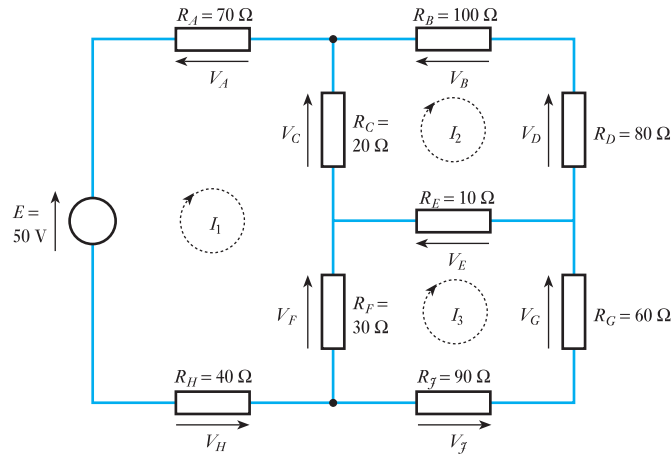 R_A = 70 Ω
R_B = 100 Ω
V_A
V_B
V_C
R_C =
20 Ω
I_2
V_D
R_D = 80 Ω
E =
50 V
I_1
R_E = 10 Ω
V_E
V_F
R_F =
30 Ω
I_3
V_G
R_G = 60 Ω
R_H = 40 Ω
R_J = 90 Ω
V_H
V_J